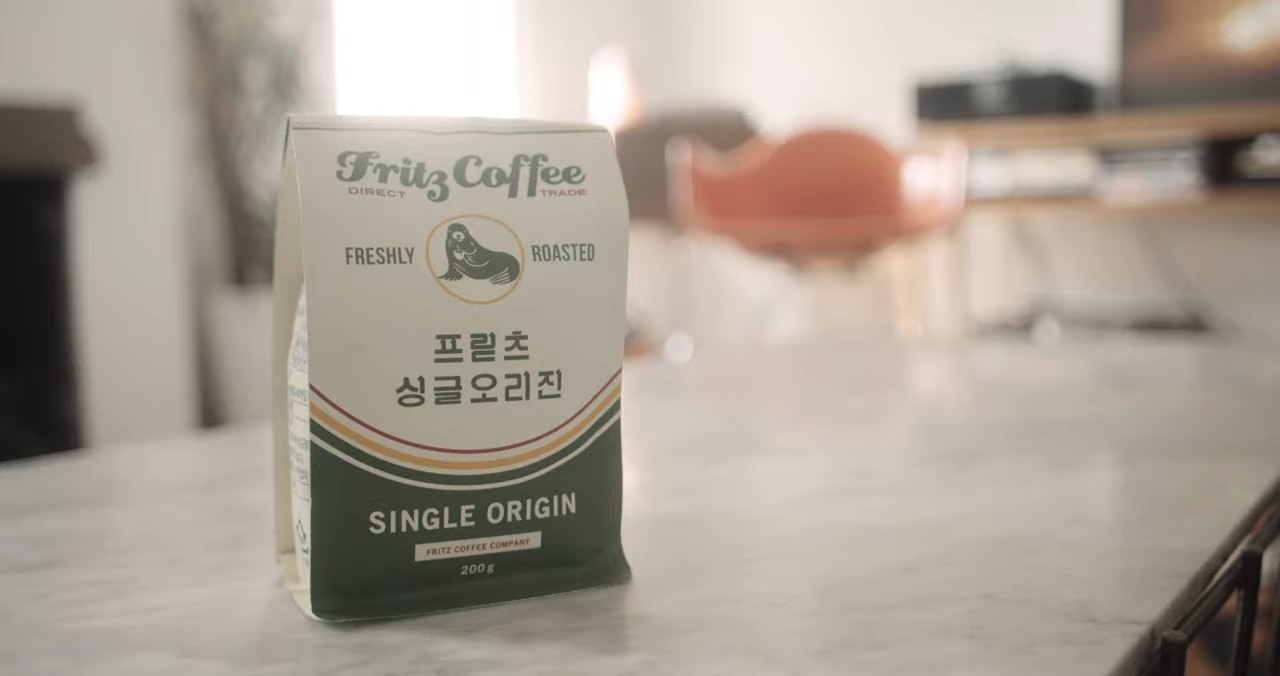 Fritz Coffee
DIRECT TRADE
FRESHLY ROASTED
프릳츠
싱글오리진
SINGLE ORIGIN
FRITZ COFFEE COMPANY
200g